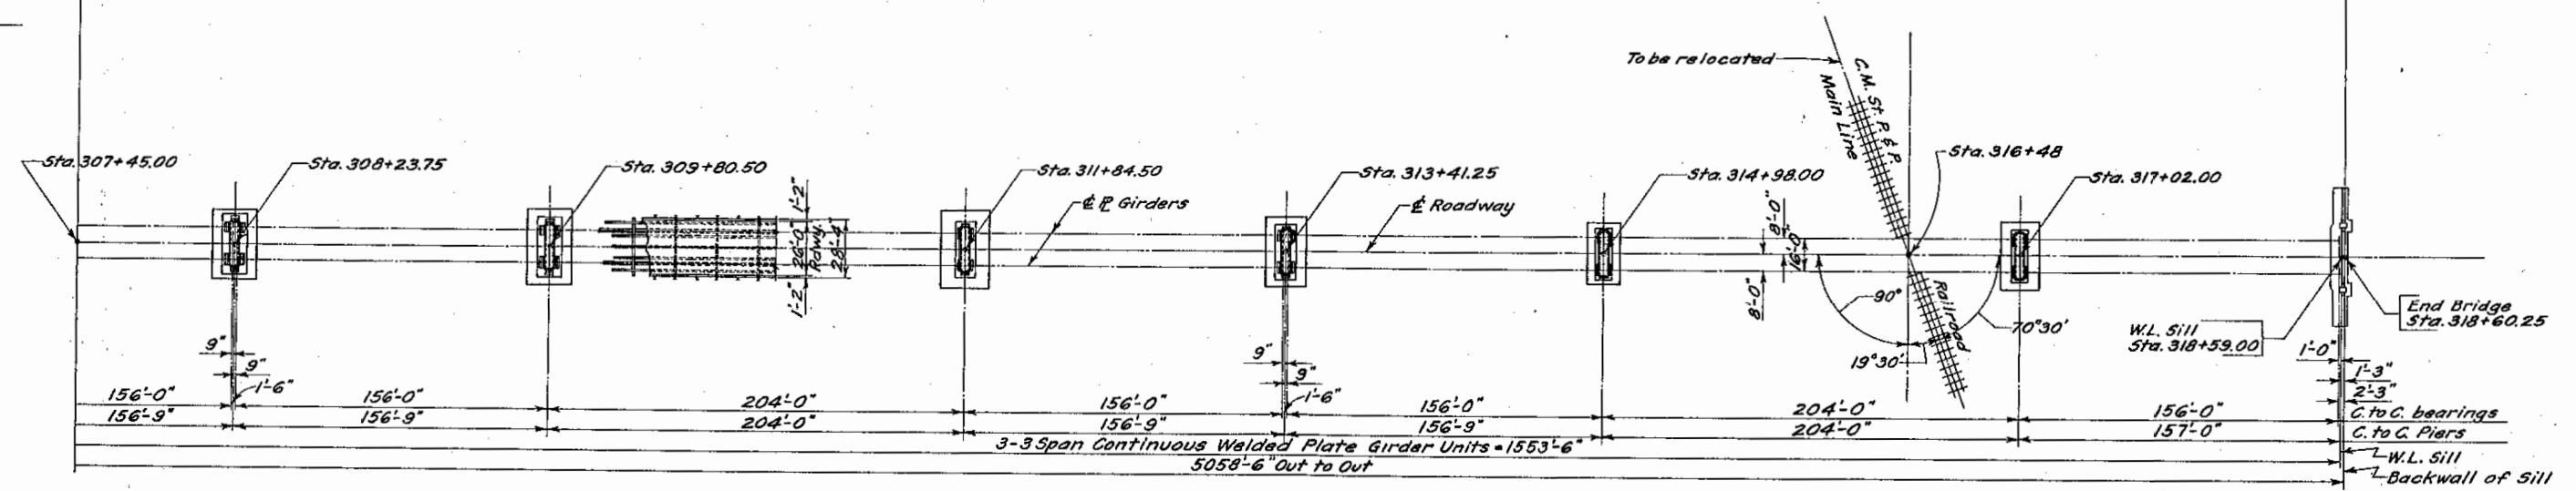 To be relocated
C.M. St. P. & P.
Main Line
Sta. 307+45.00
Sta. 308+23.75
Sta. 309+80.50
Sta. 311+84.50
Sta. 313+41.25
Sta. 314+98.00
Sta. 316+48
Sta. 317+02.00
℄ ℙ Girders
℄ Roadway
1'-2"
26'-0"
Rdwy.
28'-4"
1'-2"
8'-0"
16'-0"
8'-0"
90°
Railroad
70°30'
19°30'
W.L. Sill
Sta. 318+59.00
End Bridge
Sta. 318+60.25
9"
9"
1'-6"
9"
9"
1'-6"
1'-0"
1'-3"
2'-3"
156'-0" 156'-0" 204'-0" 156'-0" 156'-0" 204'-0" 156'-0" C. to C. bearings
156'-9" 156'-9" 204'-0" 156'-9" 156'-9" 204'-0" 157'-0" C. to C. Piers
3-3 Span Continuous Welded Plate Girder Units = 1553'-6" W.L. Sill
5058'-6" Out to Out Backwall of Sill